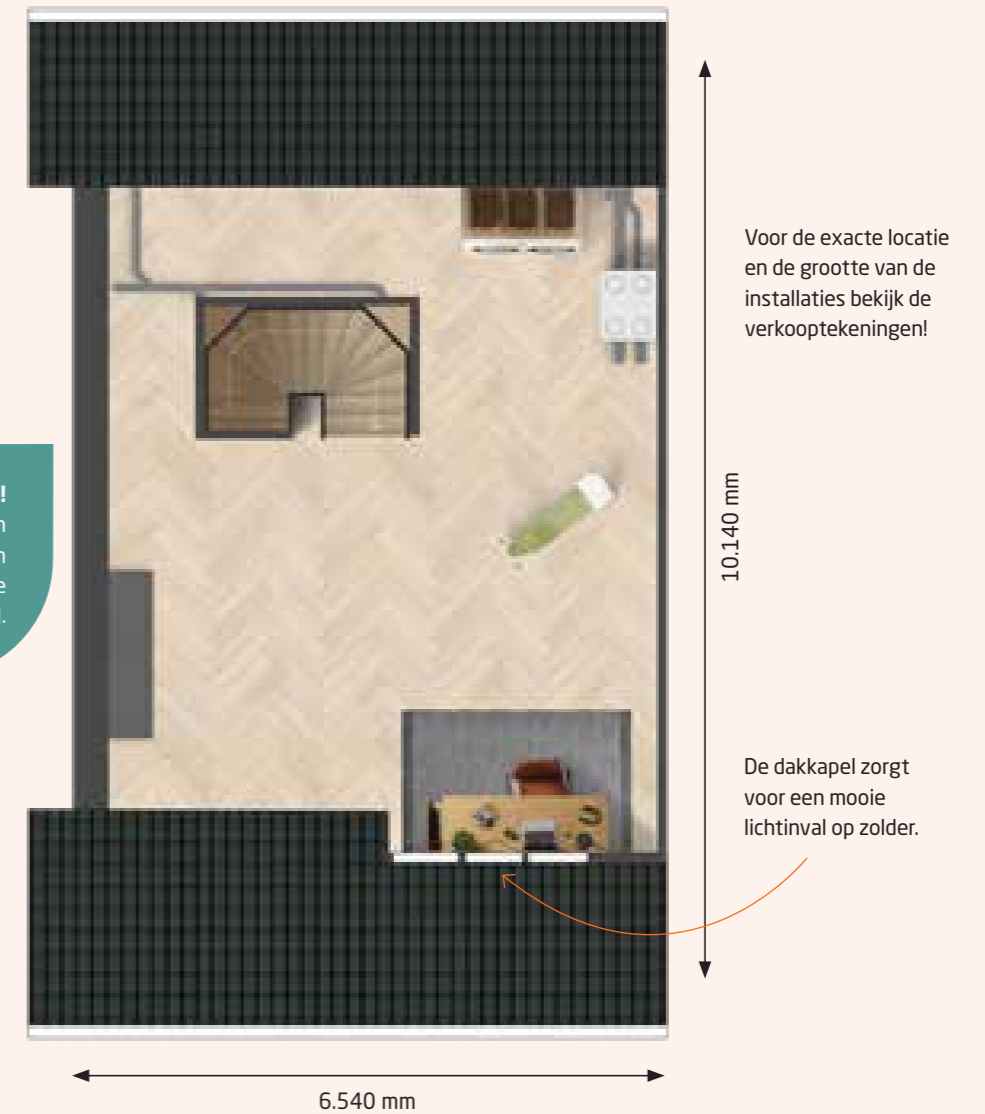 Voor de exacte locatie
en de grootte van de
installaties bekijk de
verkooptekeningen!
!
10.140 mm
De dakkapel zorgt
voor een mooie
lichtinval op zolder.
6.540 mm